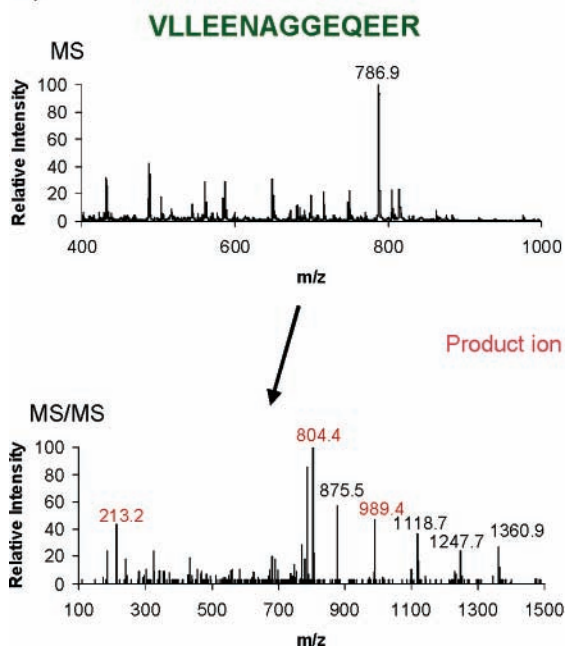 VLLEENAGGEQEER
MS
786.9
Relative Intensity
100
80
60
40
20
0
400 600 800 1000
m/z
Product ion
MS/MS
804.4
213.2
875.5
989.4
1118.7
1247.7
1360.9
Relative Intensity
100
80
60
40
20
0
100 300 500 700 900 1100 1300 1500
m/z